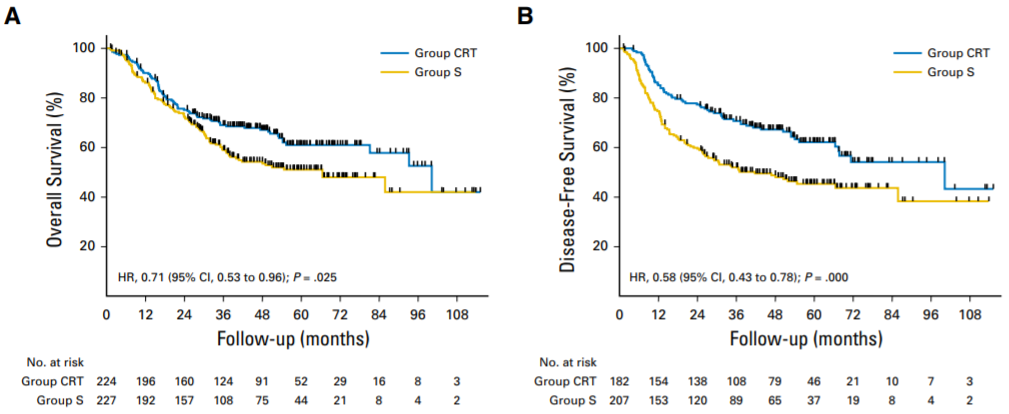 A
Overall Survival (%)
100
80
60
40
20
Group CRT
Group S
HR, 0.71 (95% CI, 0.53 to 0.96); P = .025
0 12 24 36 48 60 72 84 96 108
Follow-up (months)
No. at risk
Group CRT 224 196 160 124 91 52 29 16 8 3
Group S 227 192 157 108 75 44 21 8 4 2
B
Disease-Free Survival (%)
100
80
60
40
20
Group CRT
Group S
HR, 0.58 (95% CI, 0.43 to 0.78); P = .000
0 12 24 36 48 60 72 84 96 108
Follow-up (months)
No. at risk
Group CRT 182 154 138 108 79 46 21 10 7 3
Group S 207 153 120 89 65 37 19 8 4 2